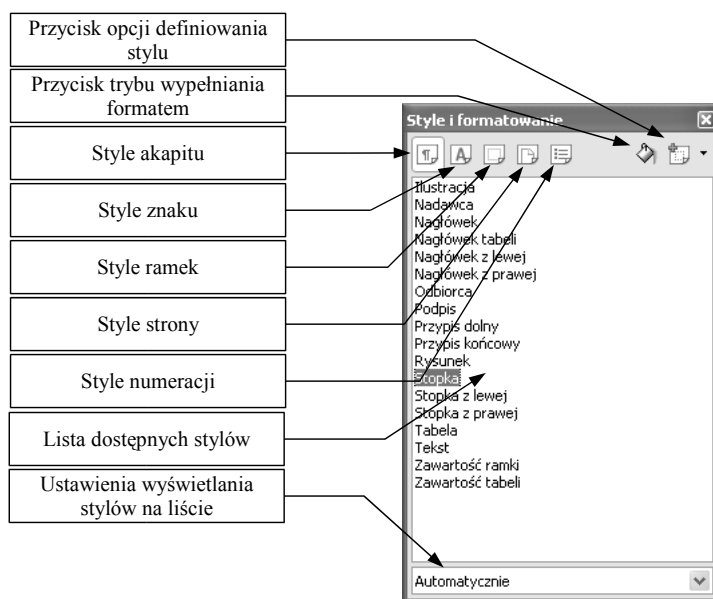 Przycisk opcji definiowania
stylu
Przycisk trybu wypełniania
formatem
Style akapitu
Style znaku
Style ramek
Style strony
Style numeracji
Lista dostępnych stylów
Ustawienia wyświetlania
stylów na liście
Style i formatowanie
Ilustracja
Nadawca
Nagłówek
Nagłówek tabeli
Nagłówek z lewej
Nagłówek z prawej
Odbiorca
Podpis
Przypis dolny
Przypis końcowy
Rysunek
Stopka
Stopka z lewej
Stopka z prawej
Tabela
Tekst
Zawartość ramki
Zawartość tabeli
Automatycznie